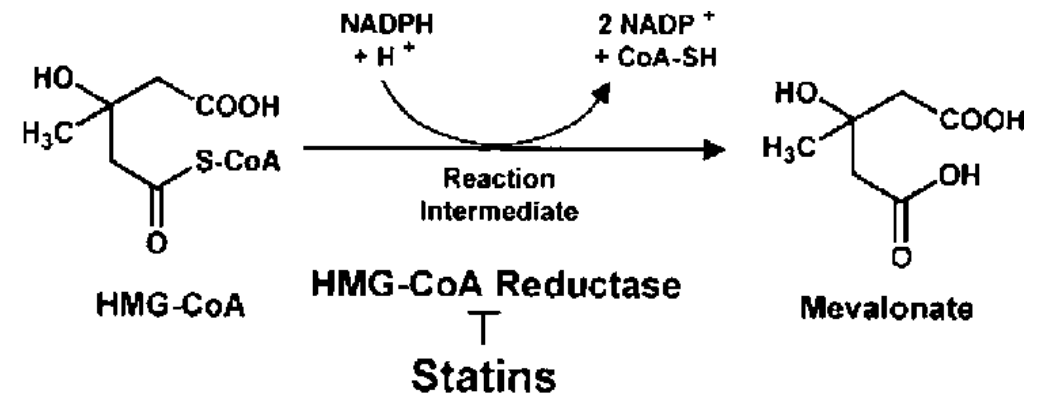 NADPH
+ H +
2 NADP +
+ CoA-SH
HO
COOH
H3C
S-CoA
O
HMG-CoA
Reaction
Intermediate
HMG-CoA Reductase
Statins
HO
COOH
H3C
OH
O
Mevalonate